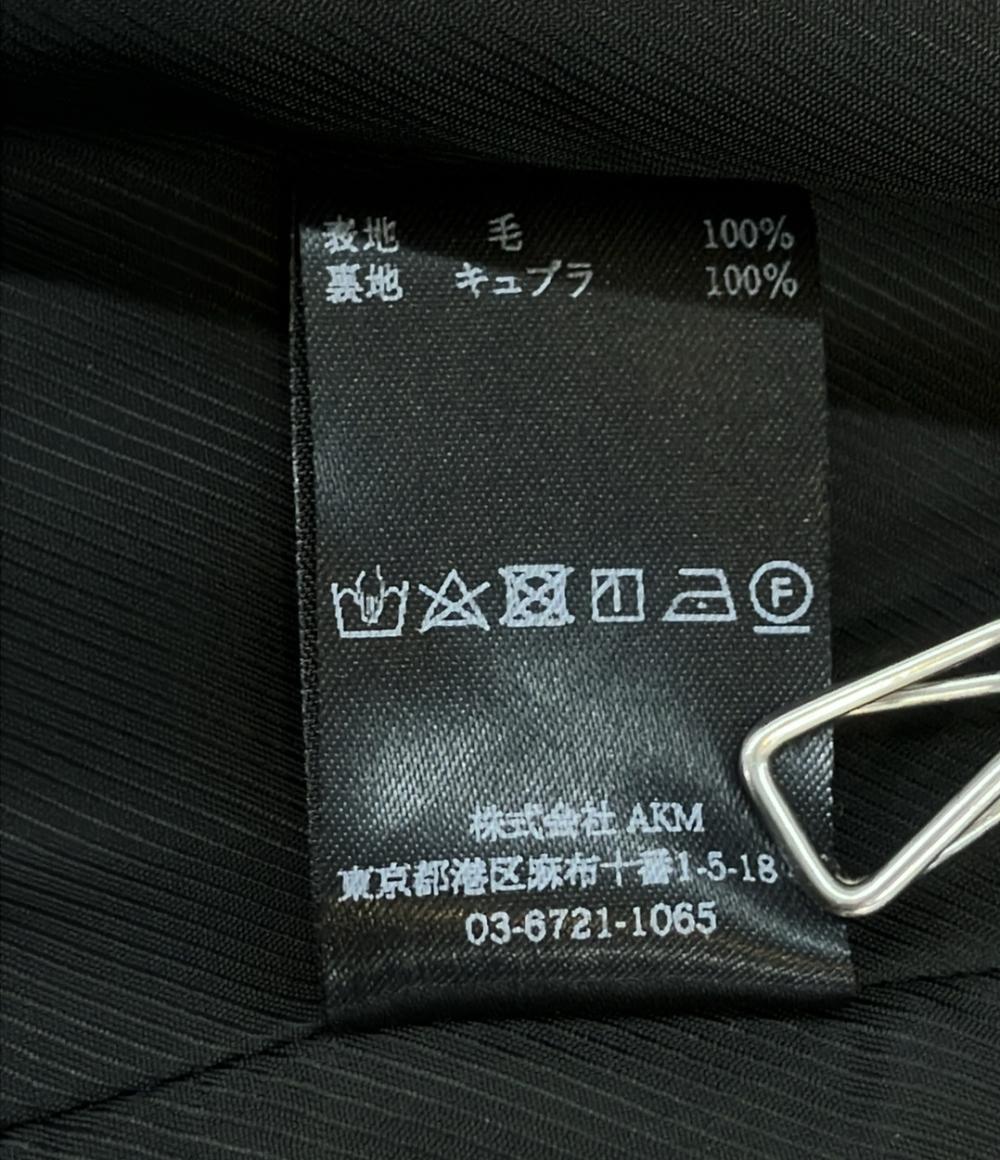 表地 毛 100%
裏地 キュプラ 100%
F
株式会社 AKM
東京都港区麻布十番1-5-18
03-6721-1065